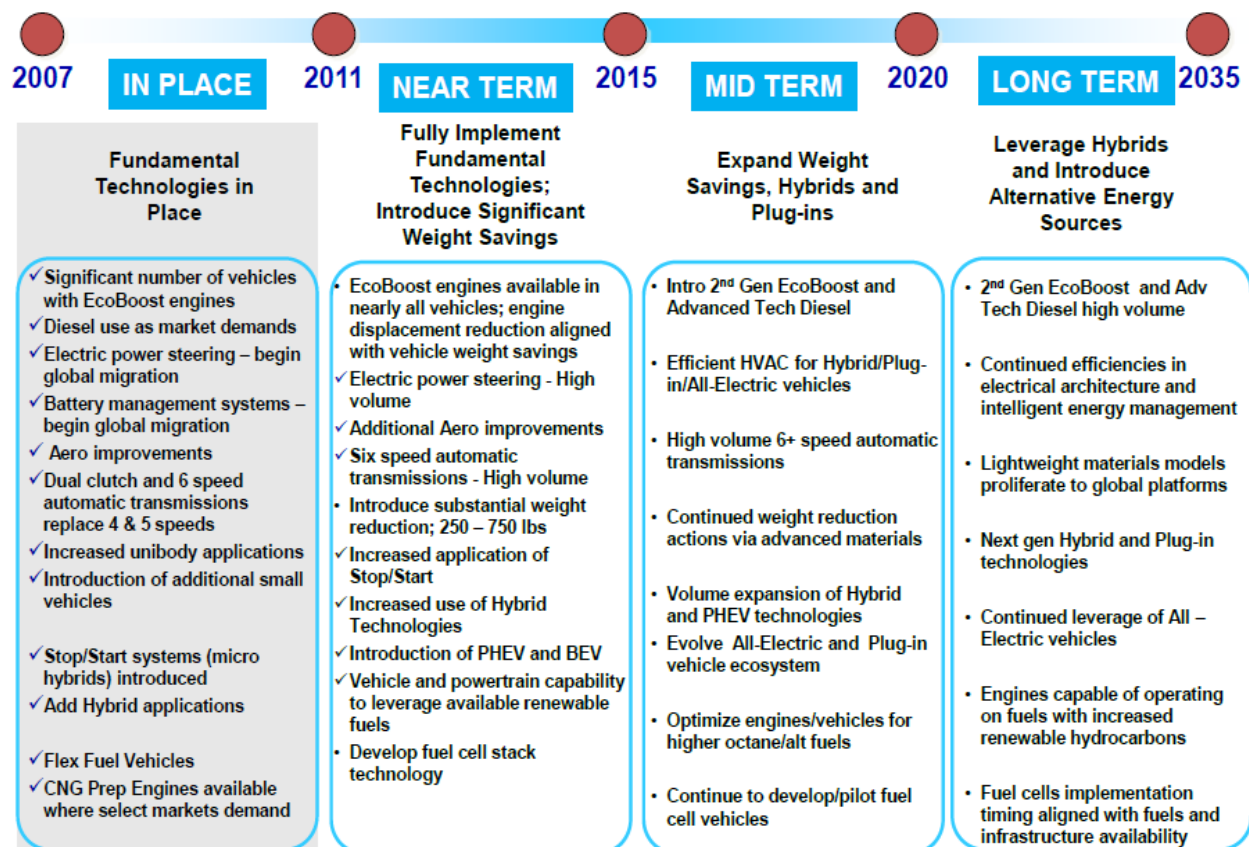 2007
IN PLACE
2011
NEAR TERM
2015
MID TERM
2020
LONG TERM
2035
Fundamental
Technologies in
Place
✓Significant number of vehicles
with EcoBoost engines
✓Diesel use as market demands
✓Electric power steering – begin
global migration
✓Battery management systems –
begin global migration
✓ Aero improvements
✓Dual clutch and 6 speed
automatic transmissions
replace 4 & 5 speeds
✓Increased unibody applications
✓Introduction of additional small
vehicles
✓Stop/Start systems (micro
hybrids) introduced
✓Add Hybrid applications
✓Flex Fuel Vehicles
✓CNG Prep Engines available
where select markets demand
Fully Implement
Fundamental
Technologies;
Introduce Significant
Weight Savings
• EcoBoost engines available in
nearly all vehicles; engine
displacement reduction aligned
with vehicle weight savings
✓Electric power steering - High
volume
✓Additional Aero improvements
✓Six speed automatic
transmissions - High volume
• Introduce substantial weight
reduction; 250 – 750 lbs
✓Increased application of
Stop/Start
✓Increased use of Hybrid
Technologies
✓Introduction of PHEV and BEV
✓Vehicle and powertrain capability
to leverage available renewable
fuels
• Develop fuel cell stack
technology
Expand Weight
Savings, Hybrids and
Plug-ins
• Intro 2nd Gen EcoBoost and
Advanced Tech Diesel
• Efficient HVAC for Hybrid/Plug-
in/All-Electric vehicles
• High volume 6+ speed automatic
transmissions
• Continued weight reduction
actions via advanced materials
• Volume expansion of Hybrid
and PHEV technologies
• Evolve All-Electric and Plug-in
vehicle ecosystem
• Optimize engines/vehicles for
higher octane/alt fuels
• Continue to develop/pilot fuel
cell vehicles
Leverage Hybrids
and Introduce
Alternative Energy
Sources
• 2nd Gen EcoBoost and Adv
Tech Diesel high volume
• Continued efficiencies in
electrical architecture and
intelligent energy management
• Lightweight materials models
proliferate to global platforms
• Next gen Hybrid and Plug-in
technologies
• Continued leverage of All –
Electric vehicles
• Engines capable of operating
on fuels with increased
renewable hydrocarbons
• Fuel cells implementation
timing aligned with fuels and
infrastructure availability